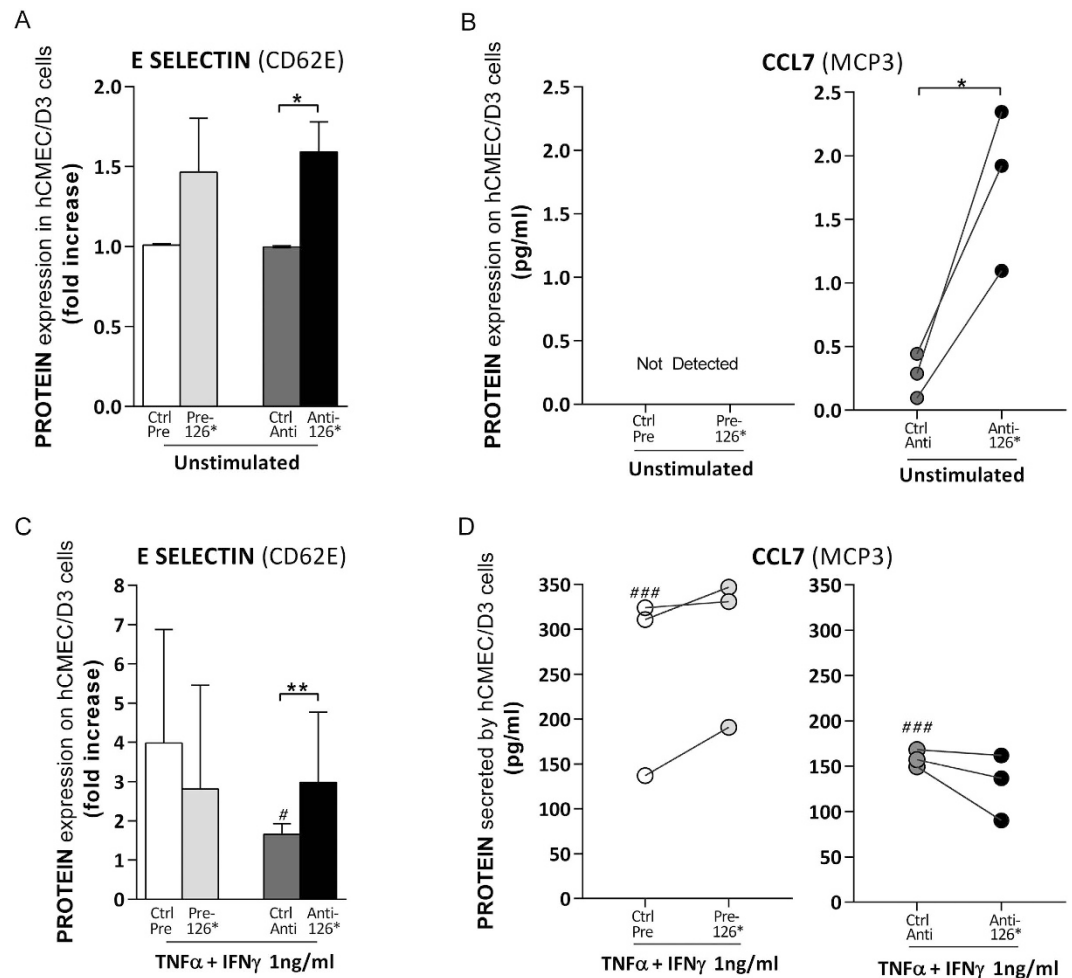 A
E SELECTIN (CD62E)
PROTEIN expression in hCMEC/D3 cells
(fold increase)
2.0
1.5
1.0
0.5
0.0
*
Ctrl Pre-
Pre 126*
Ctrl Anti-
Anti 126*
Unstimulated
B
CCL7 (MCP3)
PROTEIN expression on hCMEC/D3 cells
(pg/ml)
2.5
2.0
1.5
1.0
0.5
0.0
Not Detected
Ctrl Pre-
Pre 126*
Unstimulated
2.5
2.0
1.5
1.0
0.5
0.0
*
Ctrl Anti-
Anti 126*
Unstimulated
C
E SELECTIN (CD62E)
PROTEIN expression on hCMEC/D3 cells
(fold increase)
8
7
6
5
4
3
2
1
0
**
#
Ctrl Pre-
Pre 126*
Ctrl Anti-
Anti 126*
TNFα + IFNγ 1ng/ml
D
CCL7 (MCP3)
PROTEIN secreted by hCMEC/D3 cells
(pg/ml)
350
300
250
200
150
100
50
0
###
Ctrl Pre-
Pre 126*
TNFα + IFNγ 1ng/ml
350
300
250
200
150
100
50
0
###
Ctrl Anti-
Anti 126*
TNFα + IFNγ 1ng/ml